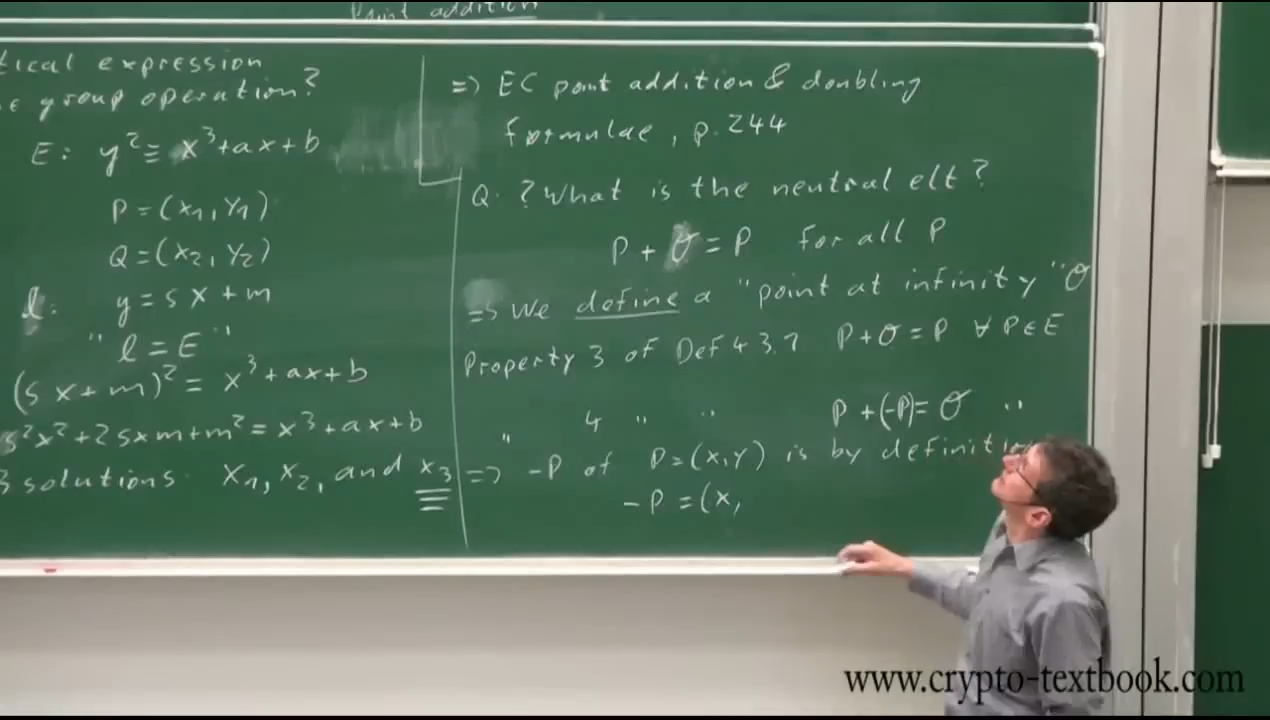 Point addition
tical expression
e group operation?
E: y² ≡ x³+ax+b
P=(x₁,y₁)
Q=(x₂,y₂)
l: y=sx+m
"l=E"
(sx+m)² = x³+ax+b
s²x²+2sxm+m²=x³+ax+b
3 solutions: x₁, x₂, and x₃
=> EC point addition & doubling
formulae, p.244
Q: ? What is the neutral elt?
P + O = P for all P
=> We define a "point at infinity" O
Property 3 of Def 4.3.1 P+O=P ∀ P∈E
" 4 " " P+(-P)=O "
=> -P of P=(x,y) is by definiti
-P = (x,
www.crypto-textbook.com